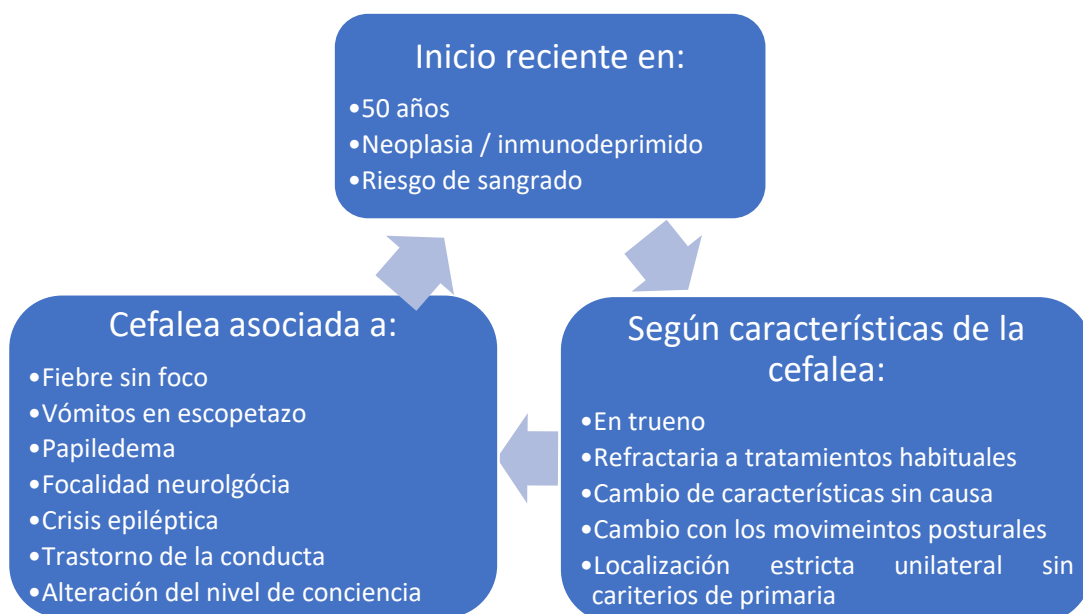 Inicio reciente en:
•50 años
•Neoplasia / inmunodeprimido
•Riesgo de sangrado
Según características de la
cefalea:
•En trueno
•Refractaria a tratamientos habituales
•Cambio de características sin causa
•Cambio con los movimeintos posturales
•Localización estricta unilateral sin
cariterios de primaria
Cefalea asociada a:
•Fiebre sin foco
•Vómitos en escopetazo
•Papiledema
•Focalidad neurolgócia
•Crisis epiléptica
•Trastorno de la conducta
•Alteración del nivel de conciencia